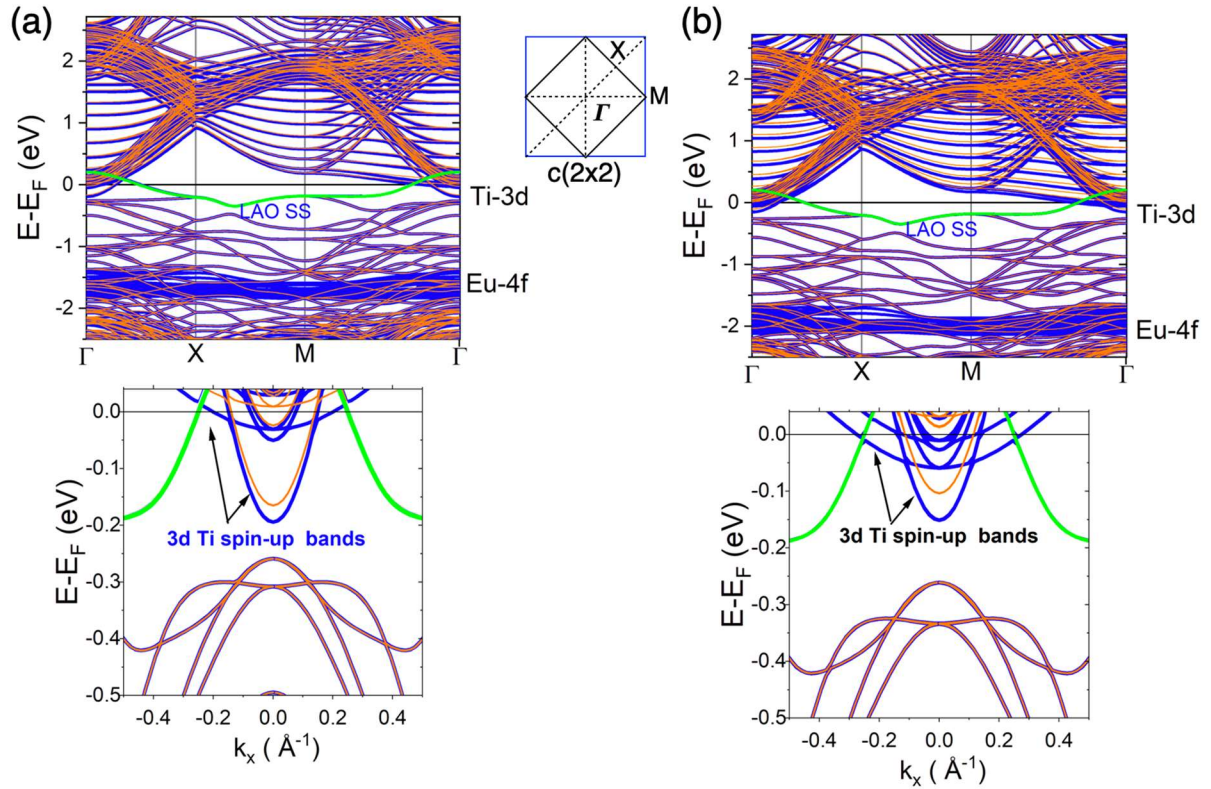 (a)
E-E_F (eV)
2
1
0
-1
-2
LAO SS
Ti-3d
Eu-4f
Γ X M Γ
X
M
Γ
c(2x2)
(b)
E-E_F (eV)
2
1
0
-1
-2
LAO SS
Ti-3d
Eu-4f
Γ X M Γ
E-E_F (eV)
0.0
-0.1
-0.2
-0.3
-0.4
-0.5
3d Ti spin-up bands
-0.4 -0.2 0.0 0.2 0.4
k_x ( Å⁻¹)
E-E_F (eV)
0.0
-0.1
-0.2
-0.3
-0.4
-0.5
3d Ti spin-up bands
-0.4 -0.2 0.0 0.2 0.4
k_x ( Å⁻¹)